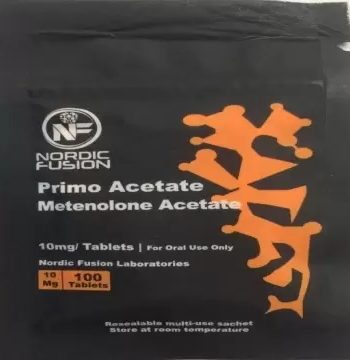 NF
NORDIC
FUSION
Primo Acetate
Metenolone Acetate
10mg/ Tablets | For Oral Use Only
Nordic Fusion Laboratories
10 Mg 100 Tablets
Resealable multi-use sachet
Store at room temperature